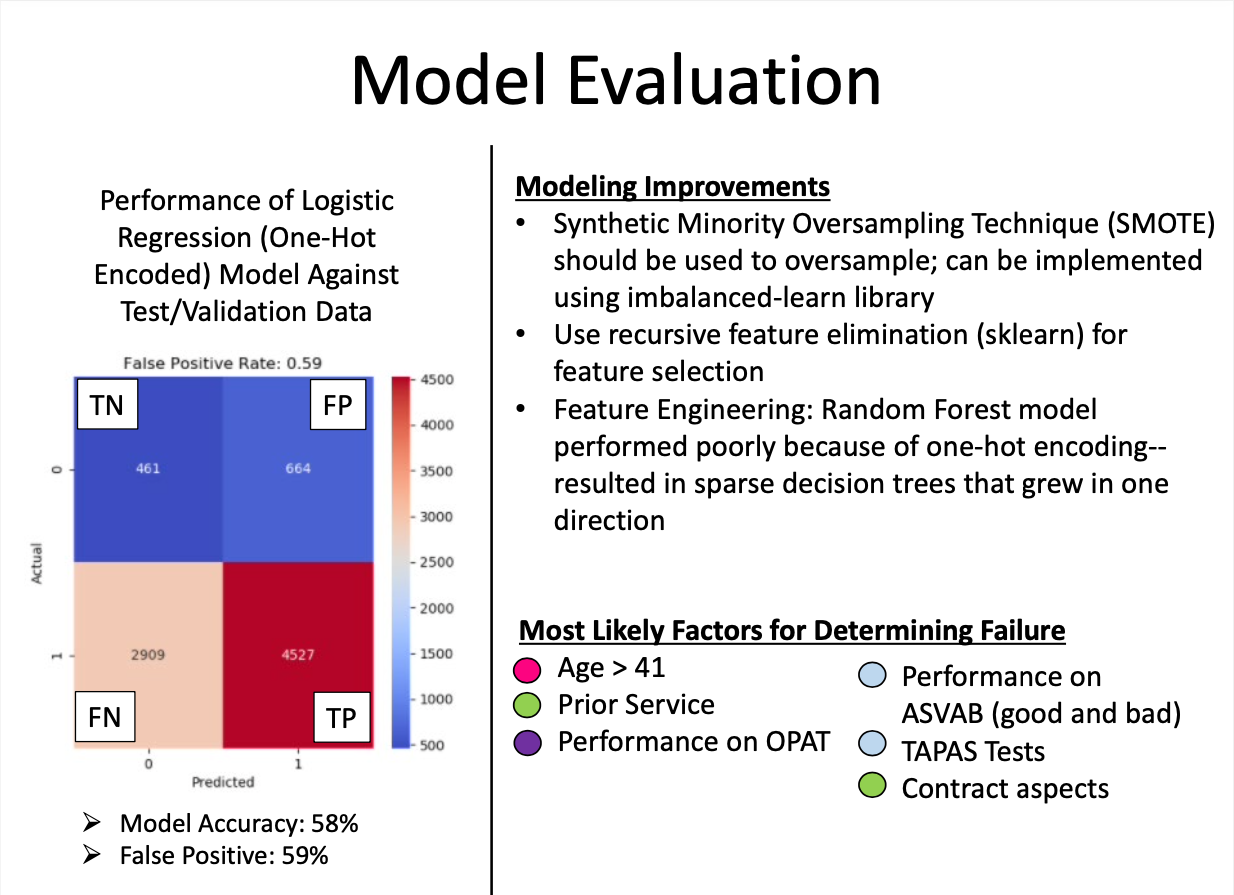 Model Evaluation
Performance of Logistic
Regression (One-Hot
Encoded) Model Against
Test/Validation Data
False Positive Rate: 0.59
TN
FP
461
664
2909
4527
FN
TP
0
1
Actual
0
1
Predicted
4500
4000
3500
3000
2500
2000
1500
1000
500
➢ Model Accuracy: 58%
➢ False Positive: 59%
Modeling Improvements
• Synthetic Minority Oversampling Technique (SMOTE)
should be used to oversample; can be implemented
using imbalanced-learn library
• Use recursive feature elimination (sklearn) for
feature selection
• Feature Engineering: Random Forest model
performed poorly because of one-hot encoding--
resulted in sparse decision trees that grew in one
direction
Most Likely Factors for Determining Failure
Age > 41
Prior Service
Performance on OPAT
Performance on
ASVAB (good and bad)
TAPAS Tests
Contract aspects